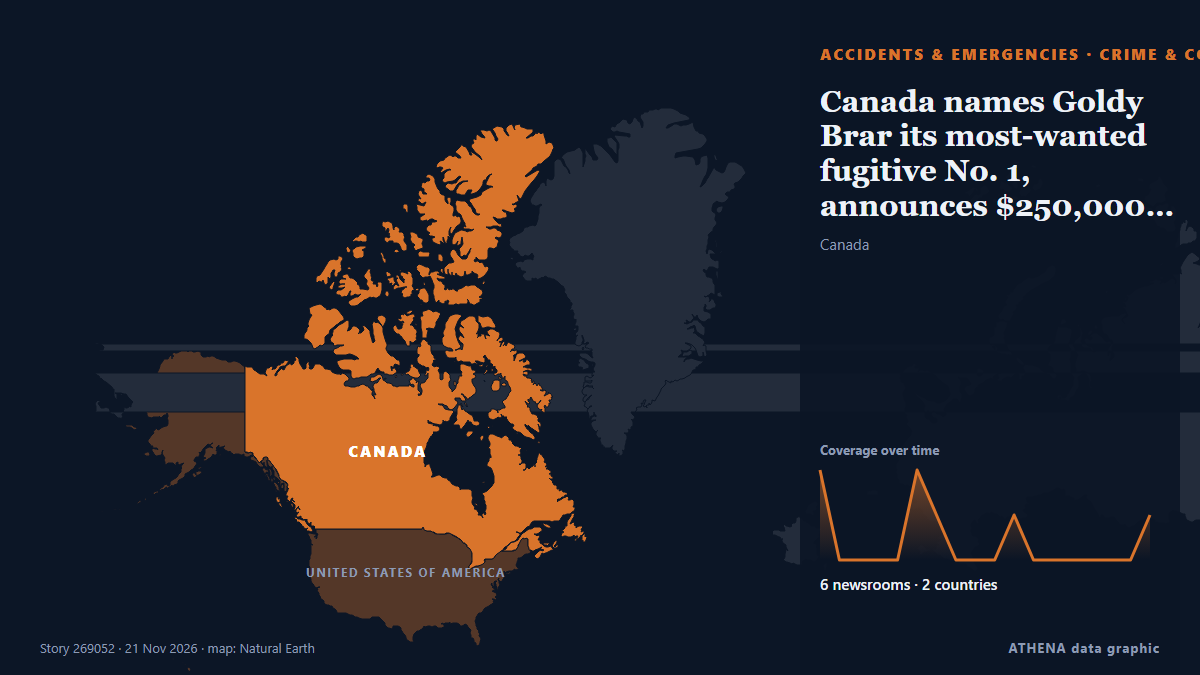 ACCIDENTS & EMERGENCIES · CRIME &
Canada names Goldy
Brar its most-wanted
fugitive No. 1,
announces $250,000...
Canada
CANADA
UNITED STATES OF AMERICA
Coverage over time
6 newsrooms · 2 countries
Story 269052 · 21 Nov 2026 · map: Natural Earth
ATHENA data graphic